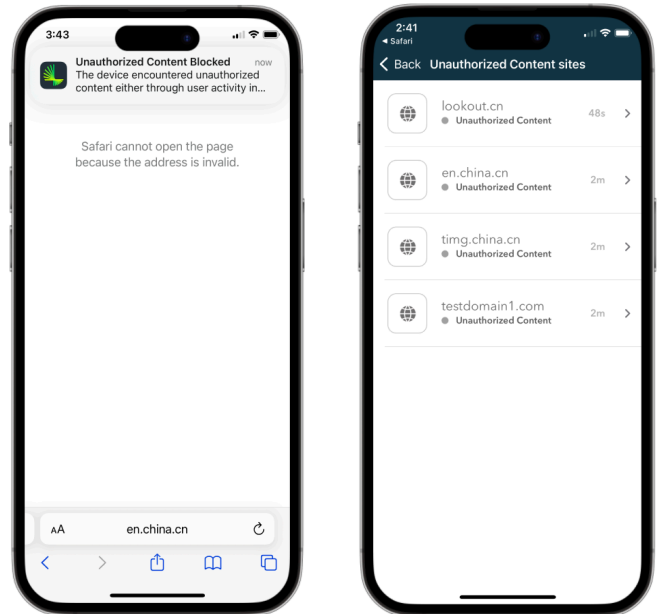 3:43
Unauthorized Content Blocked now
The device encountered unauthorized
content either through user activity in...
Safari cannot open the page
because the address is invalid.
AA en.china.cn
2:41
Safari
Back Unauthorized Content sites
lookout.cn
Unauthorized Content
48s
en.china.cn
Unauthorized Content
2m
timg.china.cn
Unauthorized Content
2m
testdomain1.com
Unauthorized Content
2m